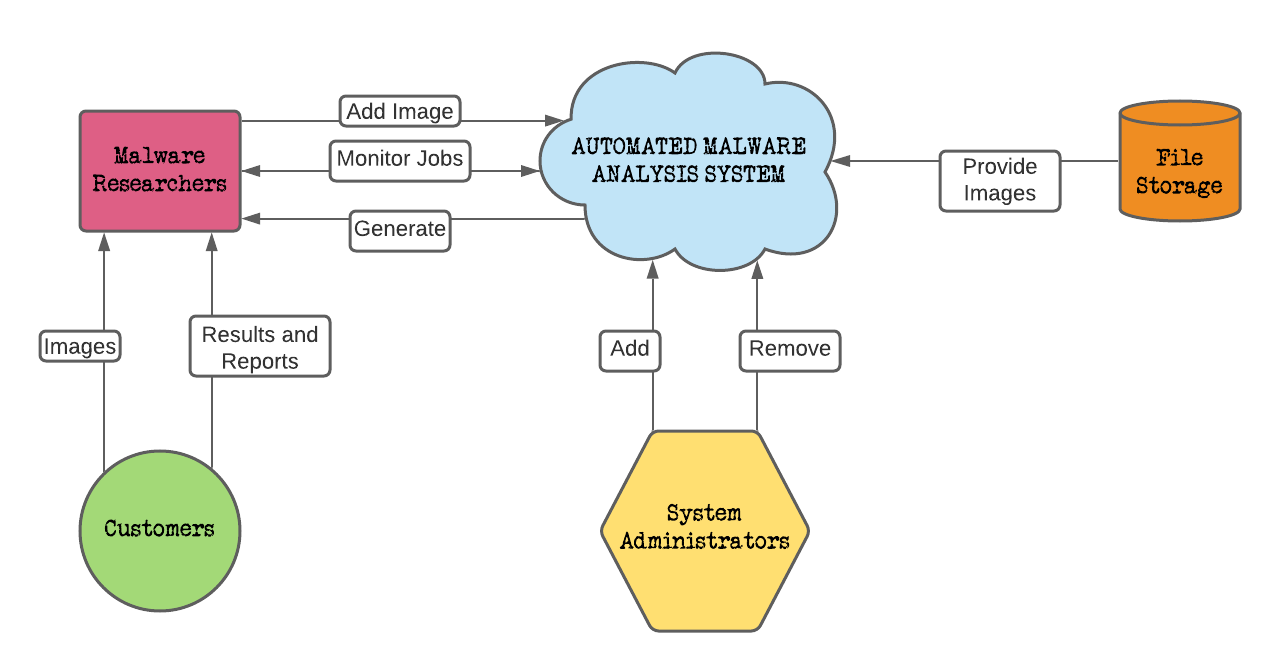 Add Image
Malware
Researchers
Monitor Jobs
Generate
AUTOMATED MALWARE
ANALYSIS SYSTEM
Provide
Images
File
Storage
Images
Results and
Reports
Add
Remove
Customers
System
Administrators